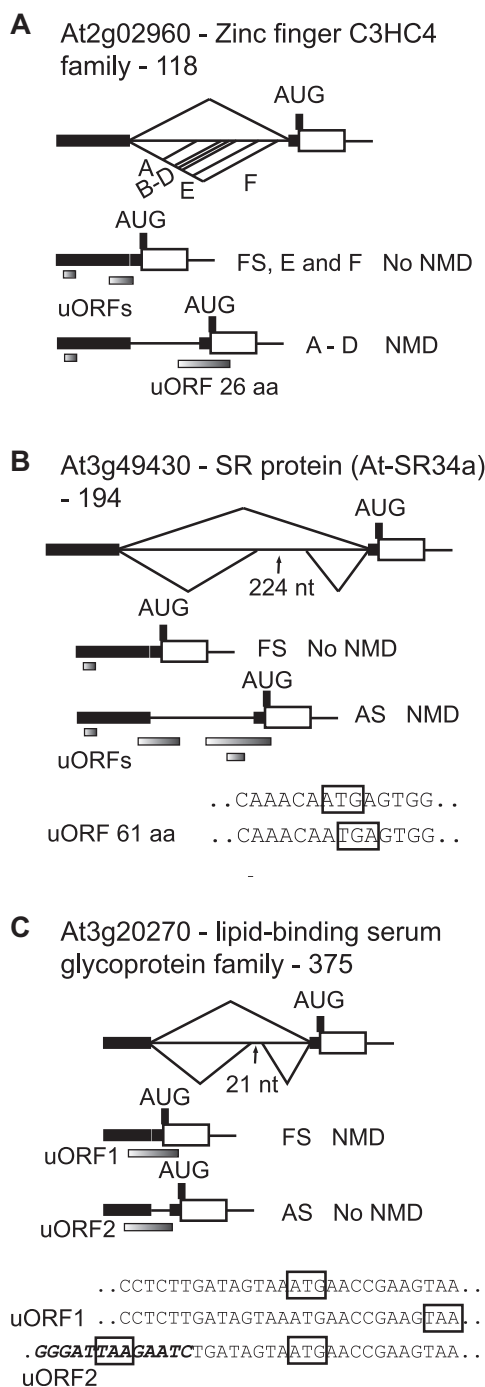 A At2g02960 - Zinc finger C3HC4
family - 118
AUG
A
B-D
E
F
AUG
FS, E and F No NMD
uORFs
AUG
A - D NMD
uORF 26 aa
B At3g49430 - SR protein (At-SR34a)
- 194
AUG
224 nt
AUG
FS No NMD
AUG
AS NMD
uORFs
..CAAACAATGAGTGG..
uORF 61 aa
..CAAACAATGAGTGG..
C At3g20270 - lipid-binding serum
glycoprotein family - 375
AUG
21 nt
AUG
FS NMD
uORF1
AUG
AS No NMD
uORF2
..CCTCTTGATAGTAAATGAACCGAAGTAA..
uORF1
..CCTCTTGATAGTAAATGAACCGAAGTAA..
.GGGATTAAGAATCTGATAGTAATGAACCGAAGTAA..
uORF2